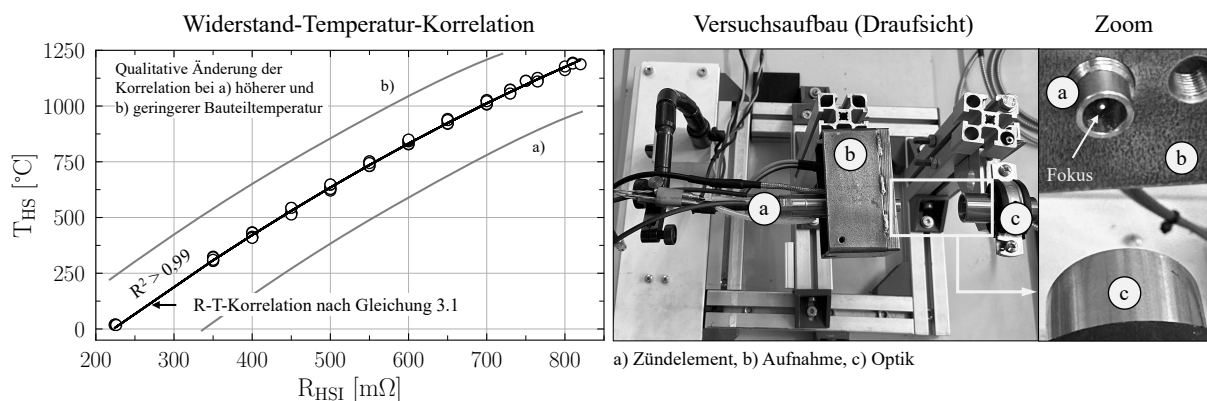 Widerstand-Temperatur-Korrelation
Versuchsaufbau (Draufsicht)
Zoom
1250
1000
750
500
250
0
T_HS [°C]
Qualitative Änderung der
Korrelation bei a) höherer und
b) geringerer Bauteiltemperatur
b)
a)
R² > 0,99
R-T-Korrelation nach Gleichung 3.1
200 300 400 500 600 700 800
R_HSI [mΩ]
b
a
c
a
Fokus
b
c
a) Zündelement, b) Aufnahme, c) Optik